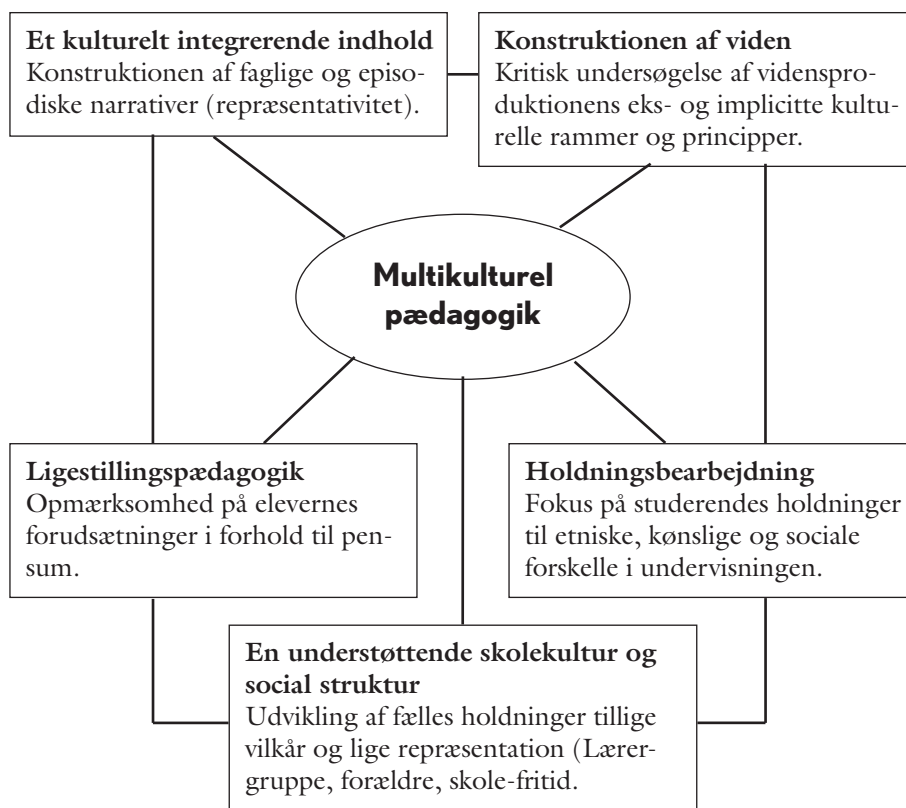 Et kulturelt integrerende indhold
Konstruktionen af faglige og episo-
diske narrativer (repræsentativitet).
Konstruktionen af viden
Kritisk undersøgelse af videnspro-
duktionens eks- og implicitte kultu-
relle rammer og principper.
Multikulturel
pædagogik
Ligestillingspædagogik
Opmærksomhed på elevernes
forudsætninger i forhold til pen-
sum.
Holdningsbearbejdning
Fokus på studerendes holdninger
til etniske, kønslige og sociale
forskelle i undervisningen.
En understøttende skolekultur og
social struktur
Udvikling af fælles holdninger tillige
vilkår og lige repræsentation (Lærer-
gruppe, forældre, skole-fritid.